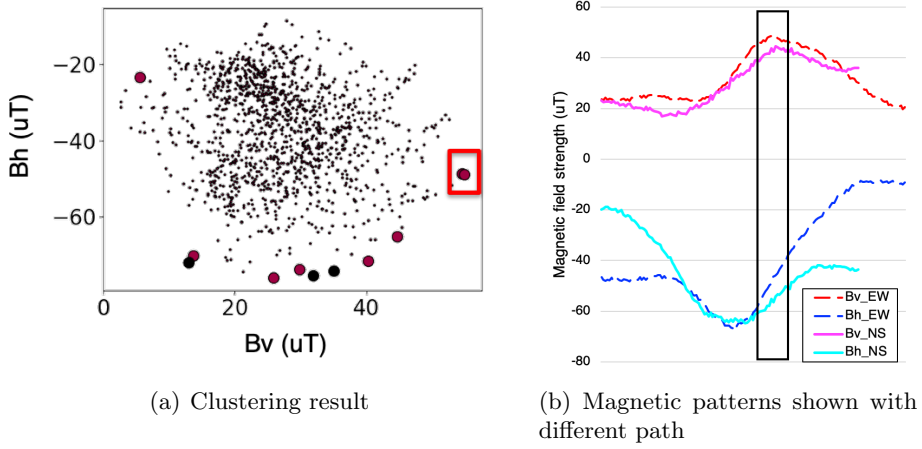 −20
−40
−60
Bh (uT)
0
20
40
Bv (uT)
(a) Clustering result
60
40
20
0
-20
-40
-60
-80
Magnetic field strength (uT)
Bv_EW
Bh_EW
Bv_NS
Bh_NS
(b) Magnetic patterns shown with
different path